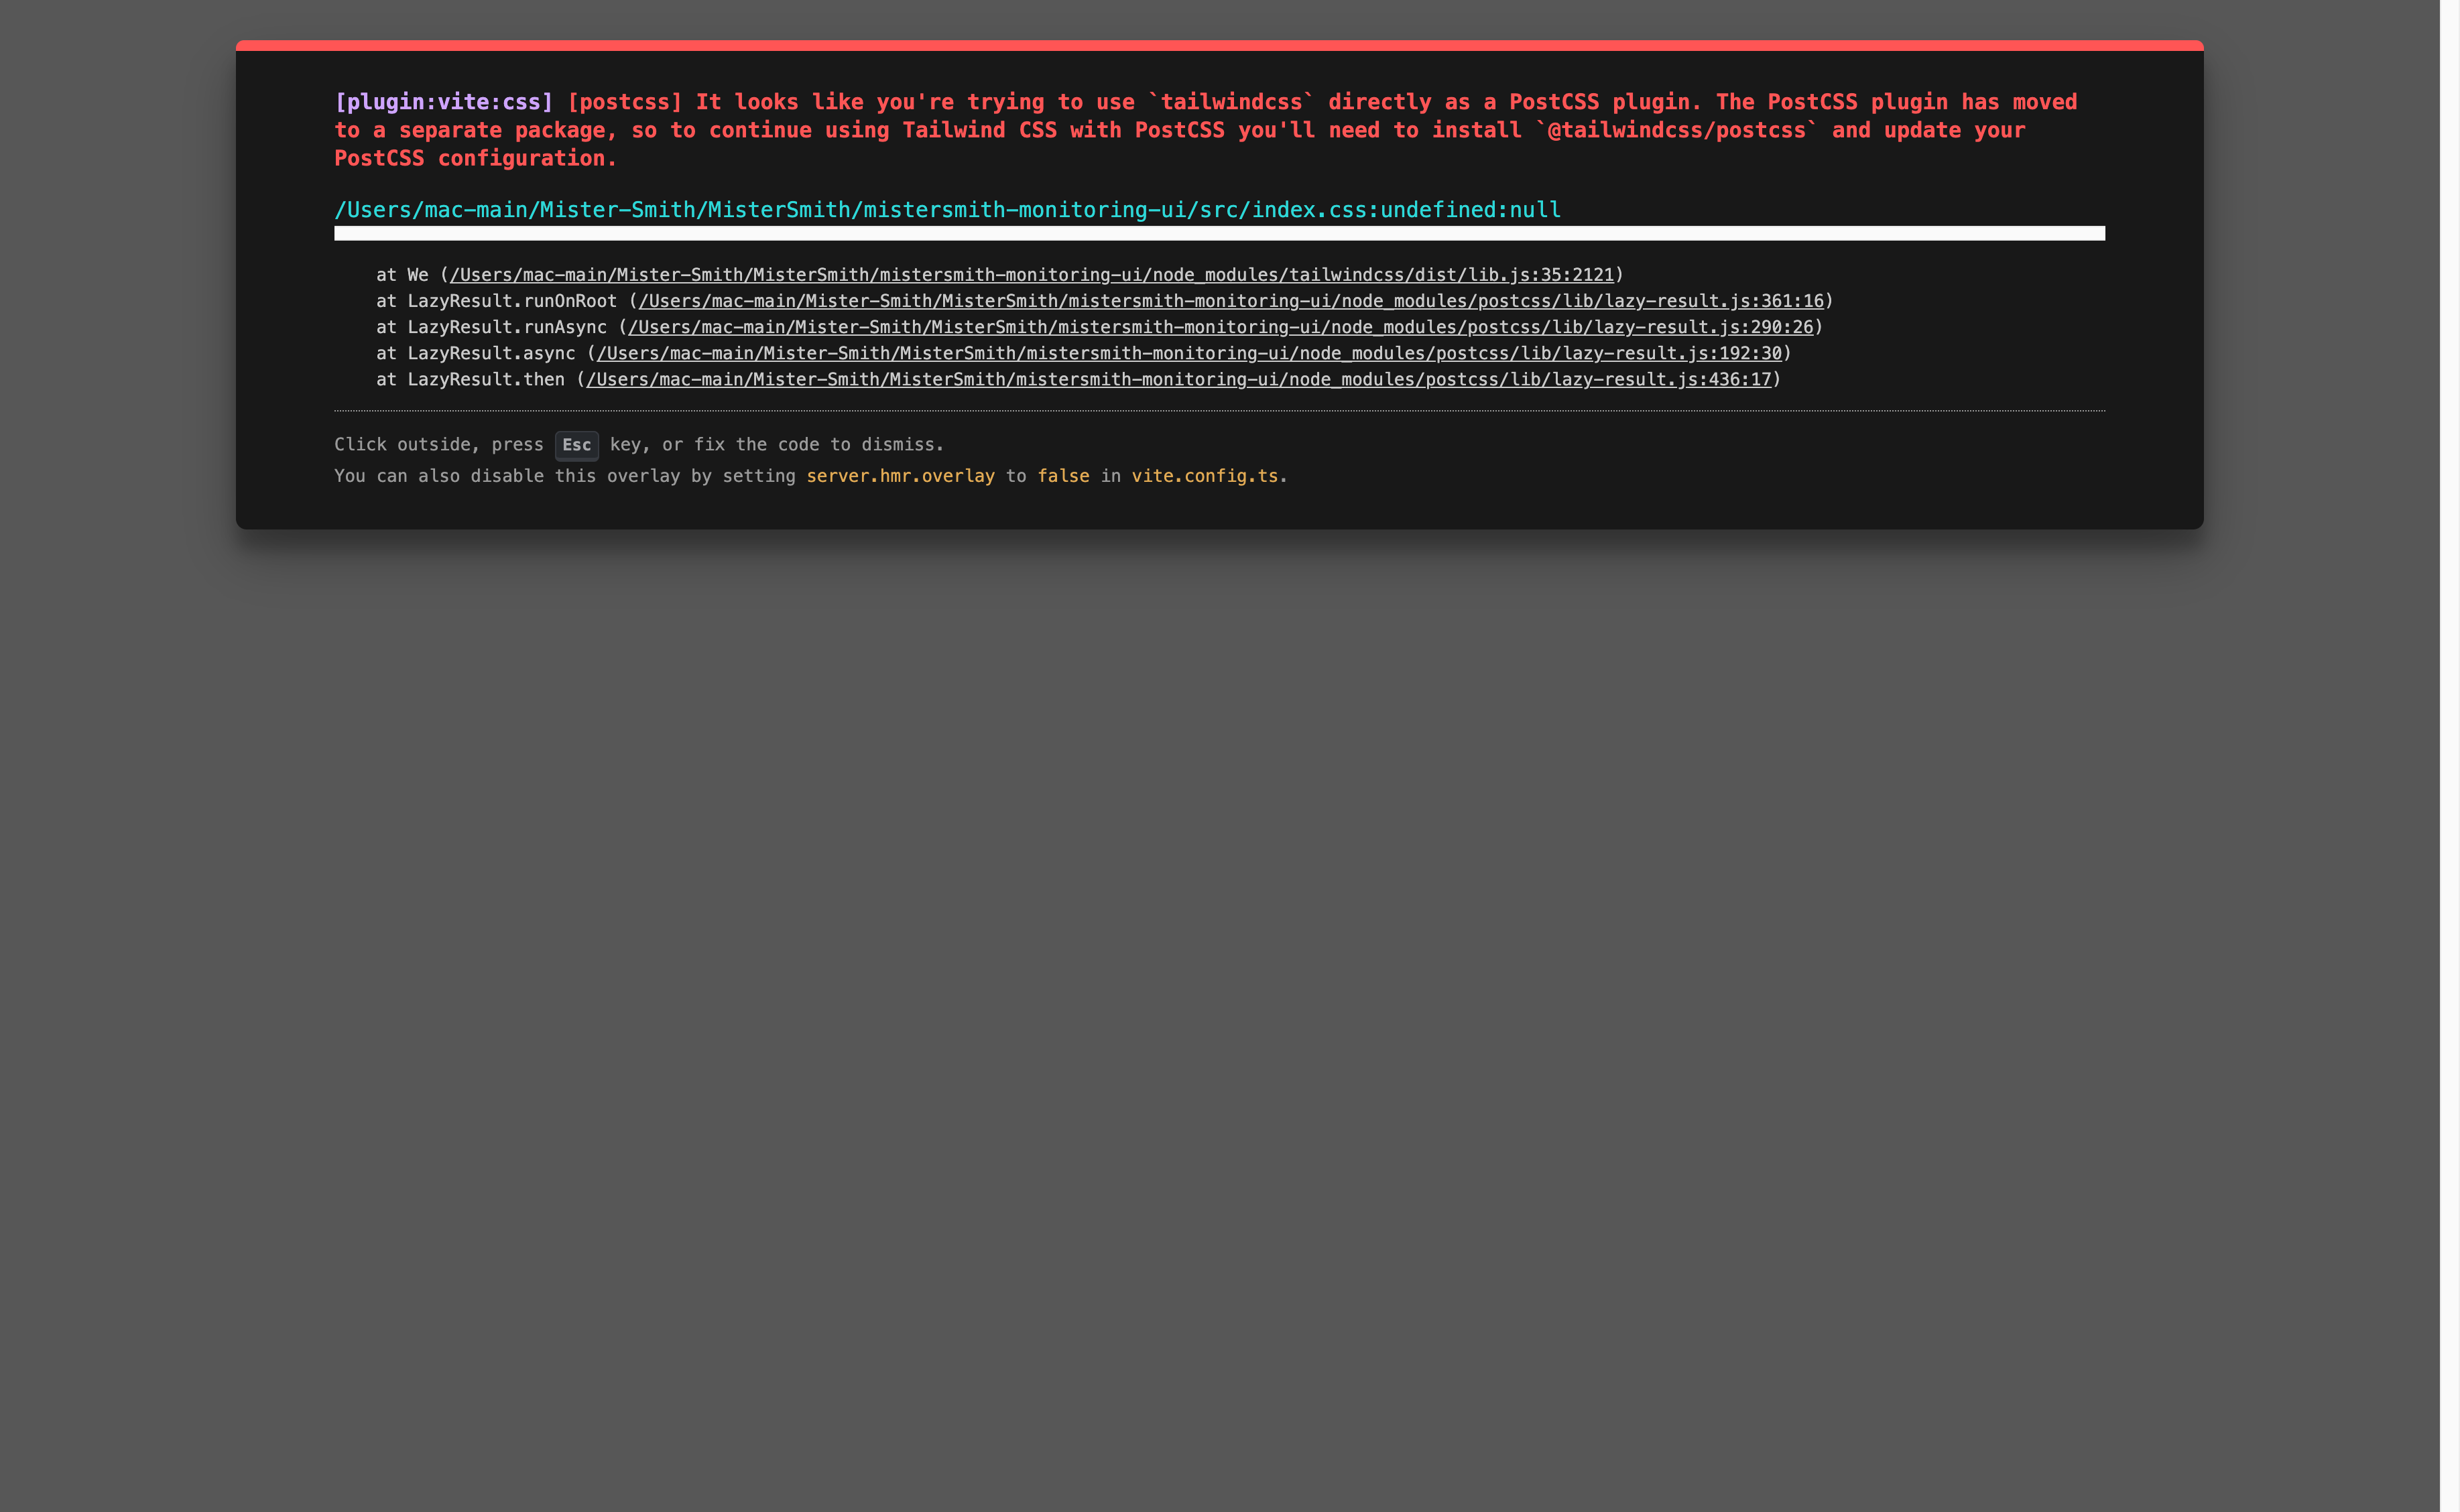 [plugin:vite:css] [postcss] It looks like you're trying to use `tailwindcss` directly as a PostCSS plugin. The PostCSS plugin has moved
to a separate package, so to continue using Tailwind CSS with PostCSS you'll need to install `@tailwindcss/postcss` and update your
PostCSS configuration.
/Users/mac-main/Mister-Smith/MisterSmith/mistersmith-monitoring-ui/src/index.css:undefined:null
at We (/Users/mac-main/Mister-Smith/MisterSmith/mistersmith-monitoring-ui/node_modules/tailwindcss/dist/lib.js:35:2121)
at LazyResult.runOnRoot (/Users/mac-main/Mister-Smith/MisterSmith/mistersmith-monitoring-ui/node_modules/postcss/lib/lazy-result.js:361:16)
at LazyResult.runAsync (/Users/mac-main/Mister-Smith/MisterSmith/mistersmith-monitoring-ui/node_modules/postcss/lib/lazy-result.js:290:26)
at LazyResult.async (/Users/mac-main/Mister-Smith/MisterSmith/mistersmith-monitoring-ui/node_modules/postcss/lib/lazy-result.js:192:30)
at LazyResult.then (/Users/mac-main/Mister-Smith/MisterSmith/mistersmith-monitoring-ui/node_modules/postcss/lib/lazy-result.js:436:17)
Click outside, press Esc key, or fix the code to dismiss.
You can also disable this overlay by setting server.hmr.overlay to false in vite.config.ts.